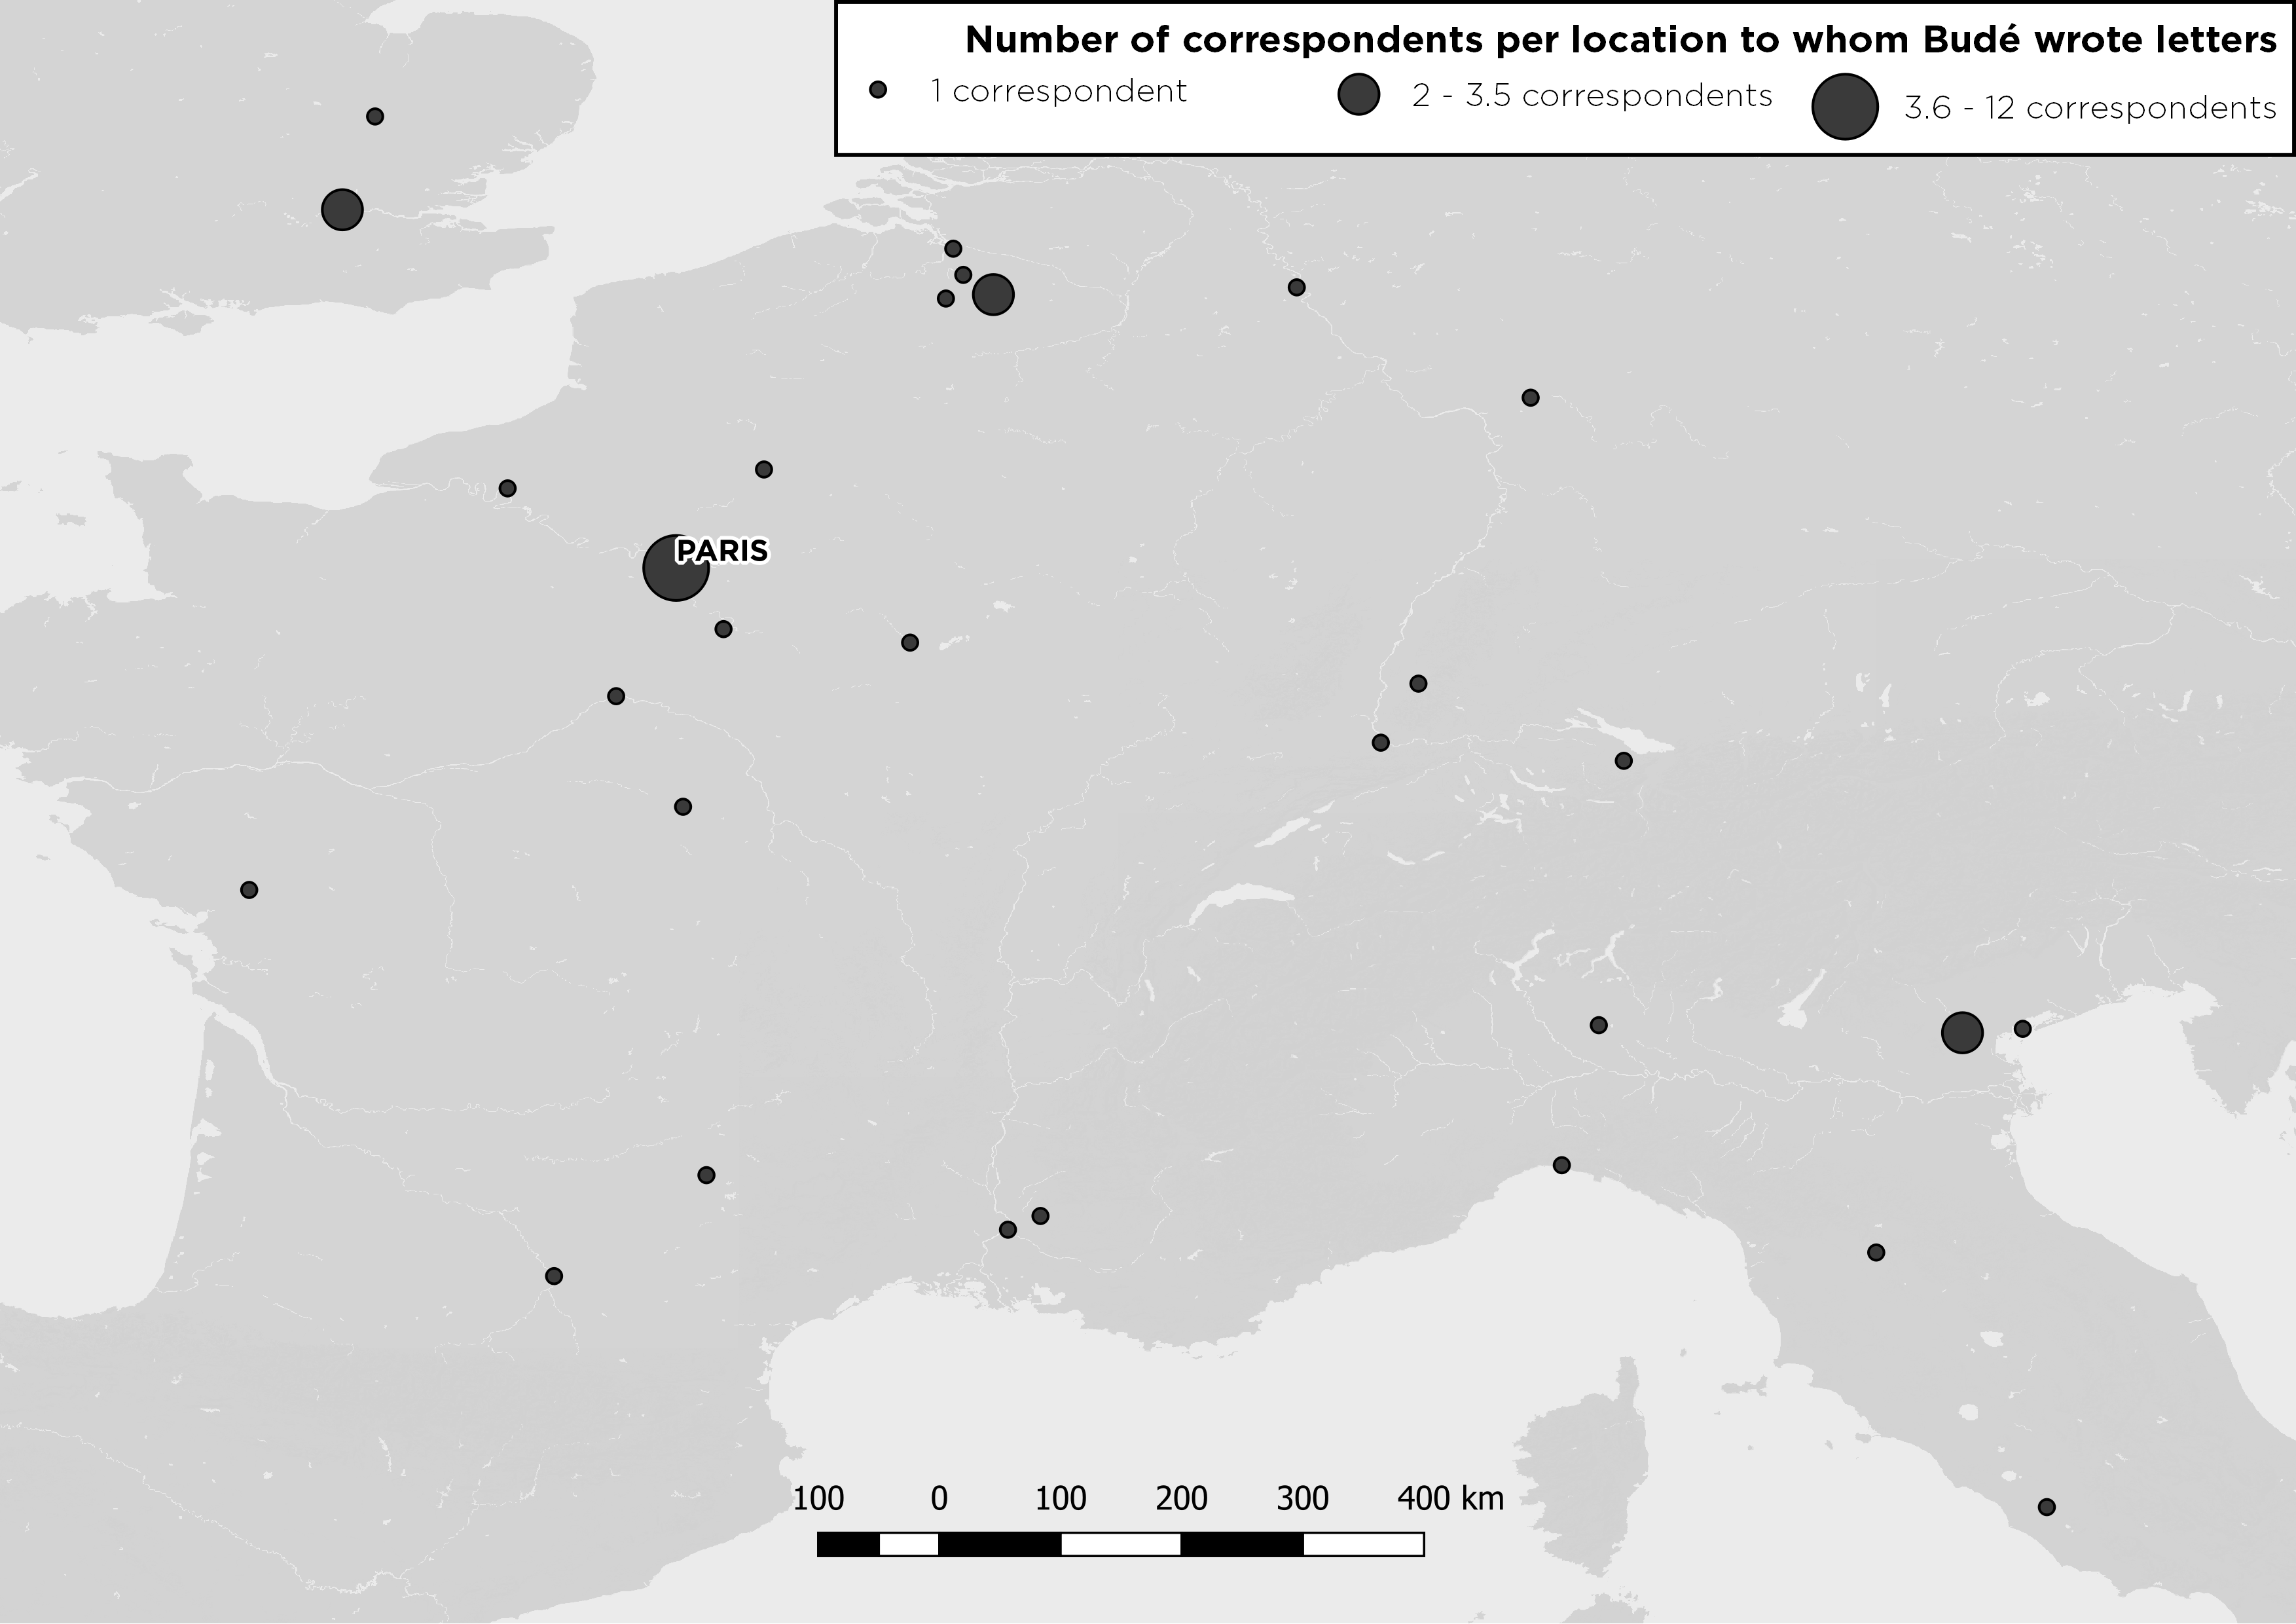 Number of correspondents per location to whom Budé wrote letters
1 correspondent 2 - 3.5 correspondents 3.6 - 12 correspondents
PARIS
100 0 100 200 300 400 km